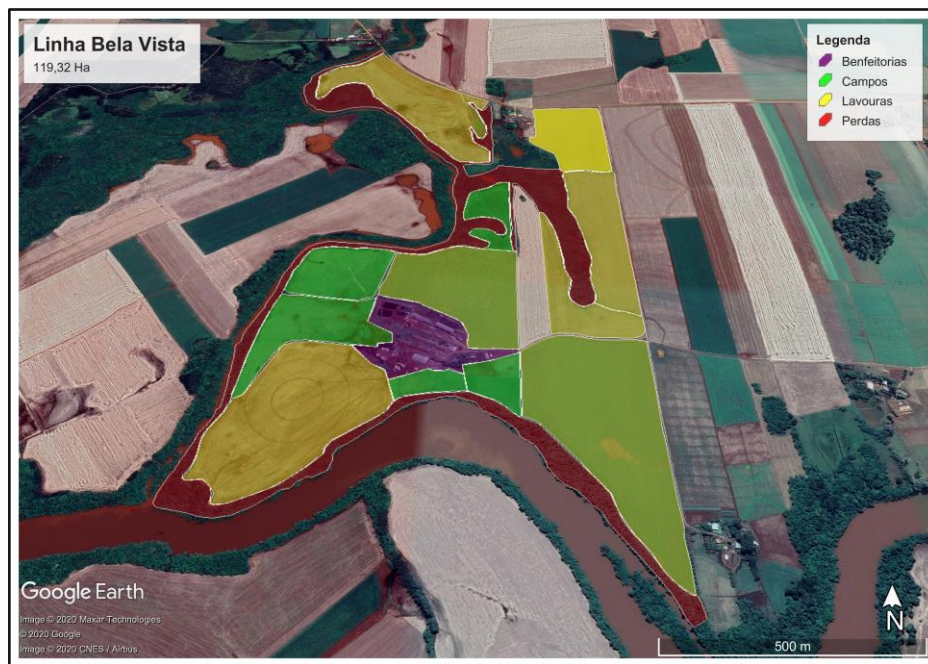 Linha Bela Vista
119,32 Ha
Legenda
Benfeitorias
Campos
Lavouras
Perdas
Google Earth
Image © 2020 Maxar Technologies
© 2020 Google
Image © 2020 CNES / Airbus
N
500 m